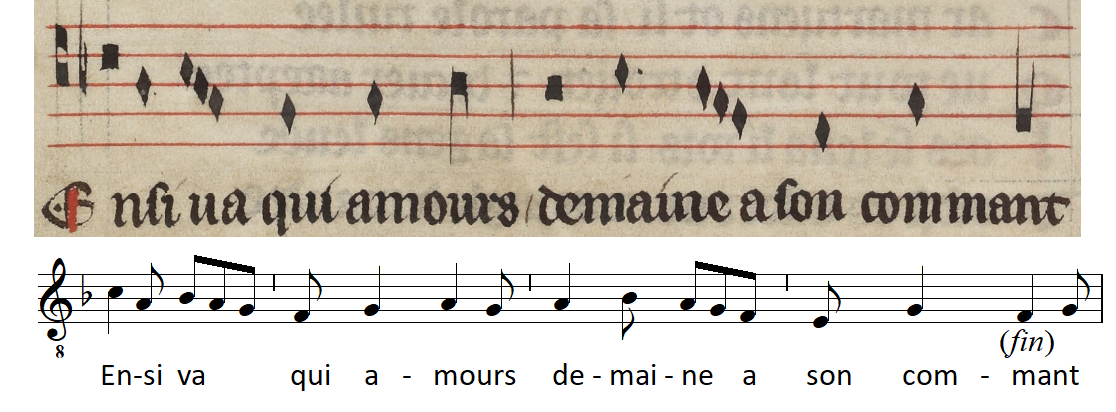 Ensi ua qui amours demaine a son commant
8
(fin)
En-si va qui a - mours de - mai - ne a son com - mant